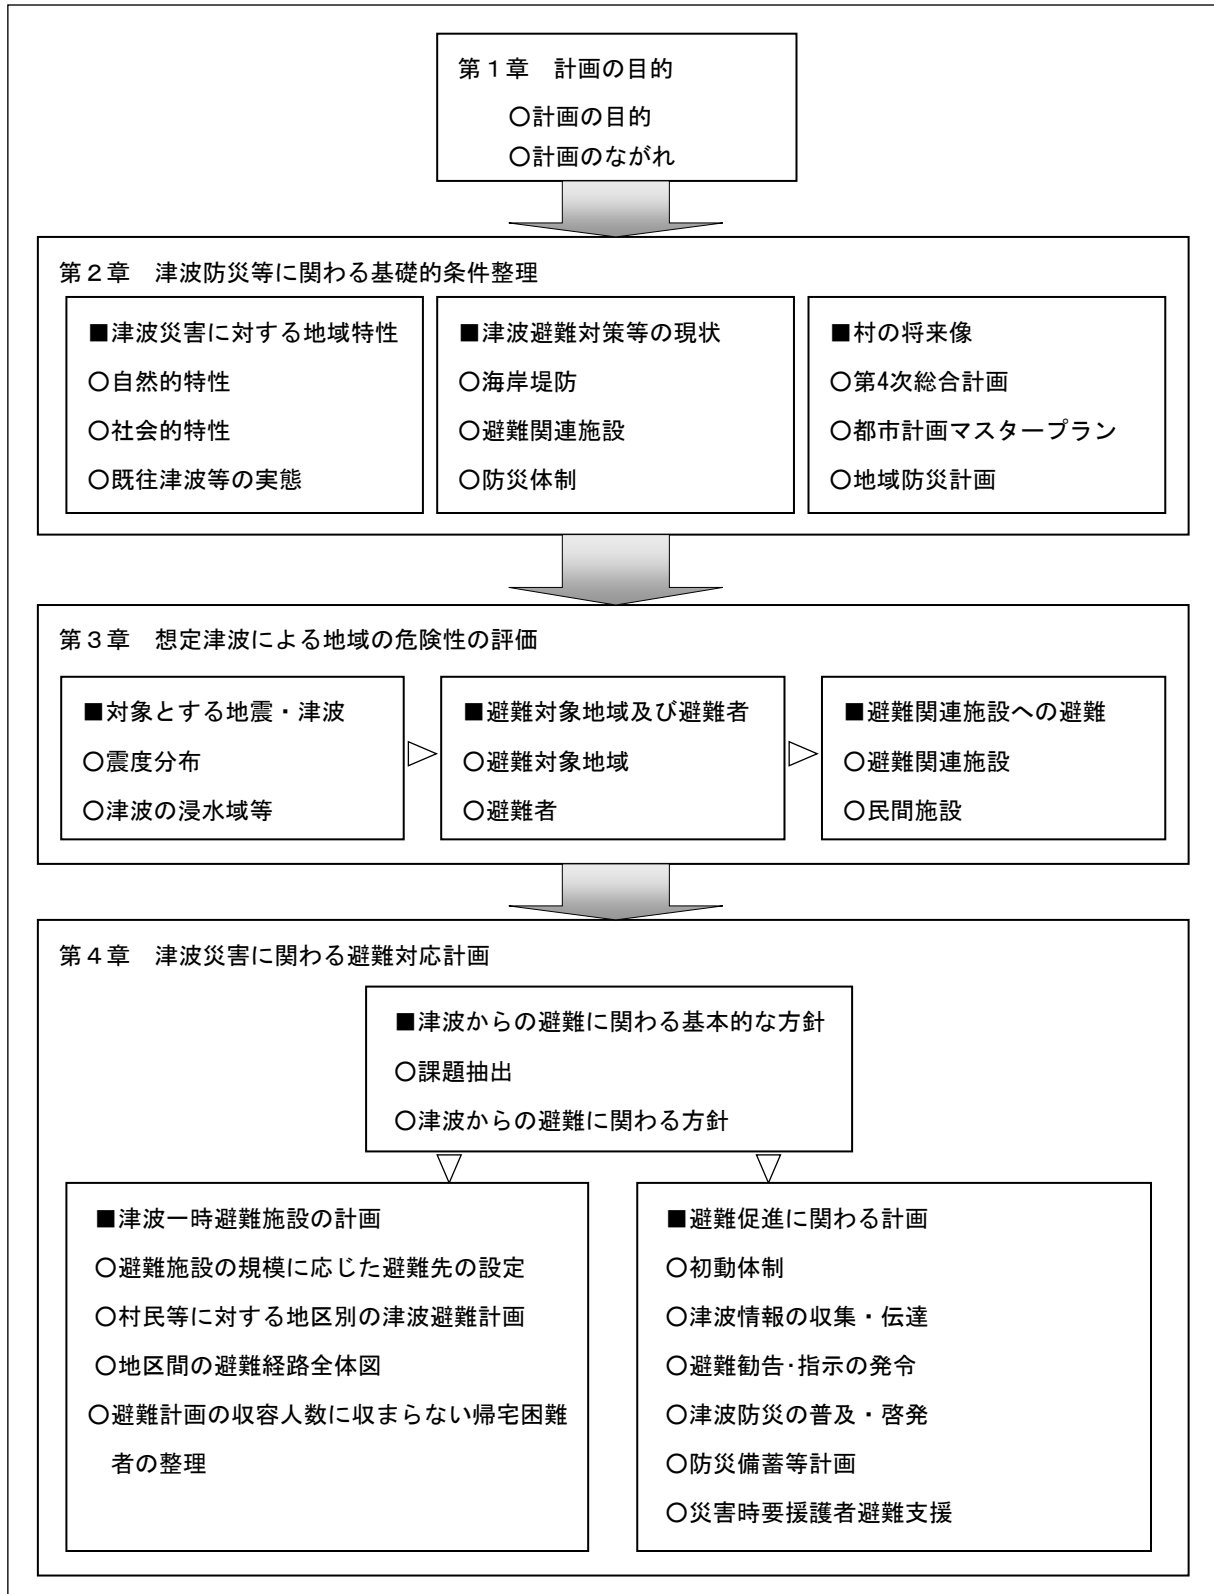 第１章　計画の目的
○計画の目的
○計画のながれ
第２章　津波防災等に関わる基礎的条件整理
■津波災害に対する地域特性
○自然的特性
○社会的特性
○既往津波等の実態
■津波避難対策等の現状
○海岸堤防
○避難関連施設
○防災体制
■村の将来像
○第4次総合計画
○都市計画マスタープラン
○地域防災計画
第３章　想定津波による地域の危険性の評価
■対象とする地震・津波
○震度分布
○津波の浸水域等
■避難対象地域及び避難者
○避難対象地域
○避難者
■避難関連施設への避難
○避難関連施設
○民間施設
第４章　津波災害に関わる避難対応計画
■津波からの避難に関わる基本的な方針
○課題抽出
○津波からの避難に関わる方針
■津波一時避難施設の計画
○避難施設の規模に応じた避難先の設定
○村民等に対する地区別の津波避難計画
○地区間の避難経路全体図
○避難計画の収容人数に収まらない帰宅困難
者の整理
■避難促進に関わる計画
○初動体制
○津波情報の収集・伝達
○避難勧告･指示の発令
○津波防災の普及・啓発
○防災備蓄等計画
○災害時要援護者避難支援